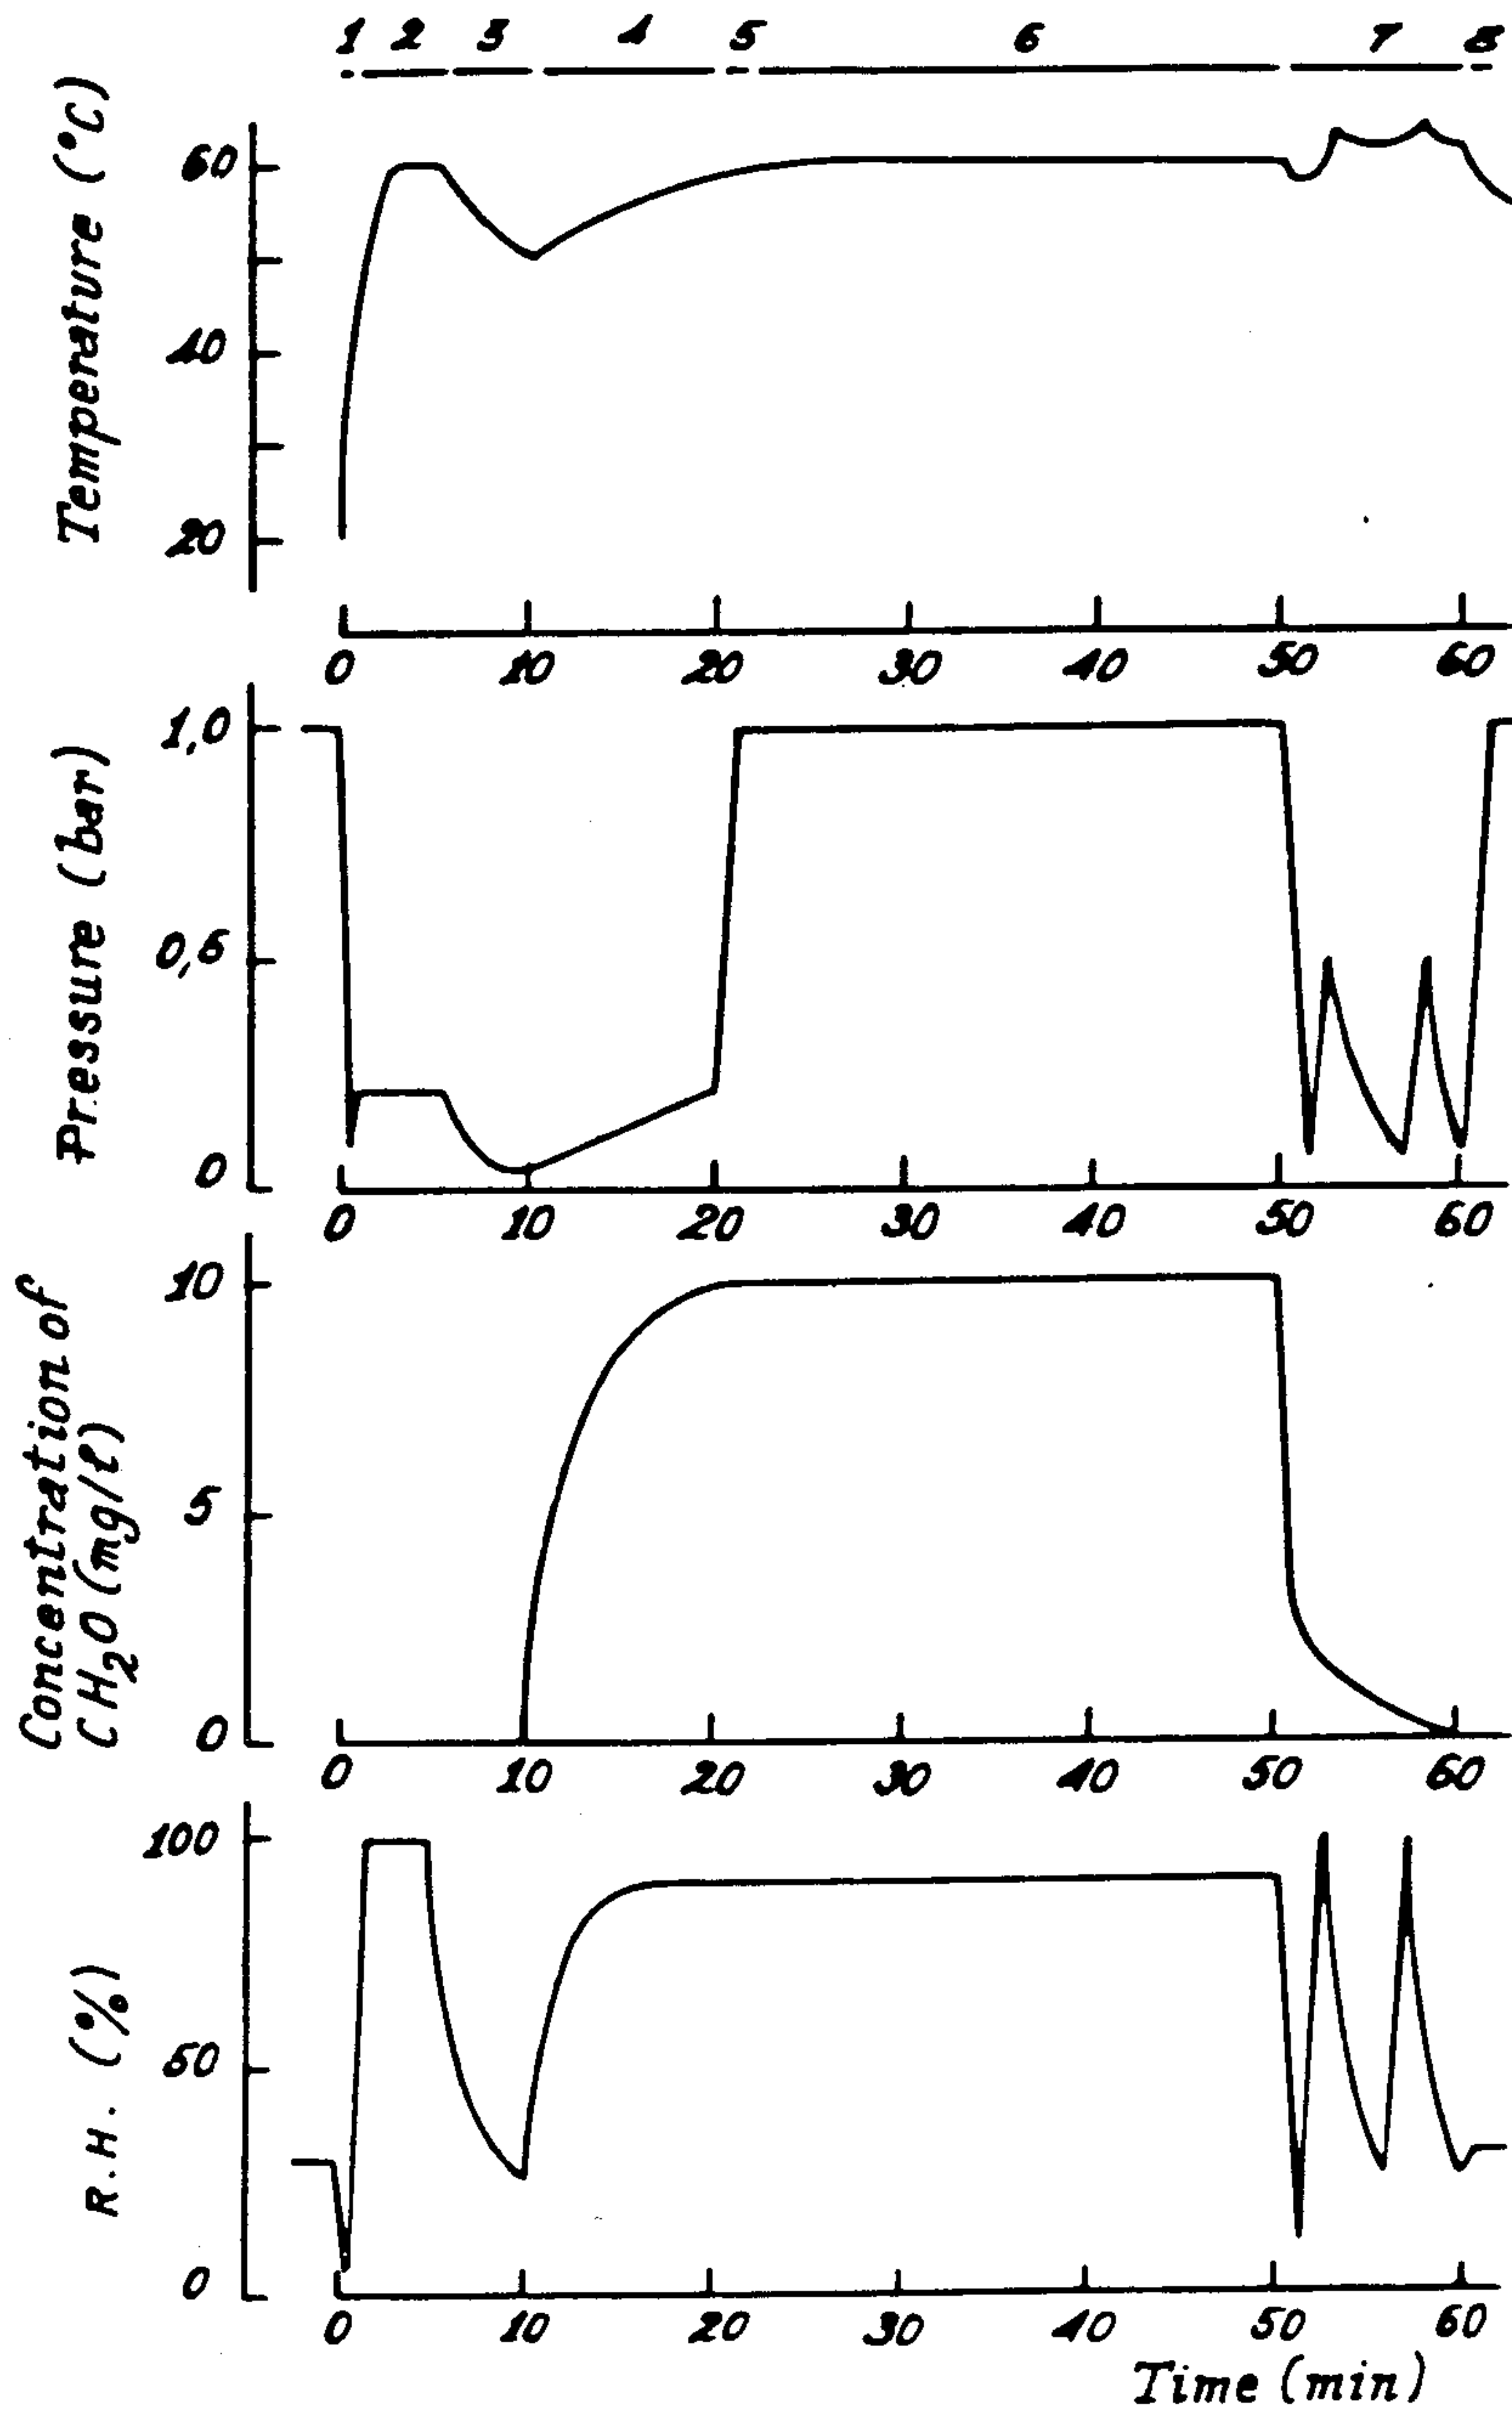 1 2 3 4 5 6 7 8
Temperature (°C)
60
40
20
0 10 20 30 40 50 60
Pressure (bar)
1,0
0,5
0
0 10 20 30 40 50 60
Concentration of
CH₂O (mg/l)
10
5
0
0 10 20 30 40 50 60
R.H. (%)
100
50
0
0 10 20 30 40 50 60
Time (min)